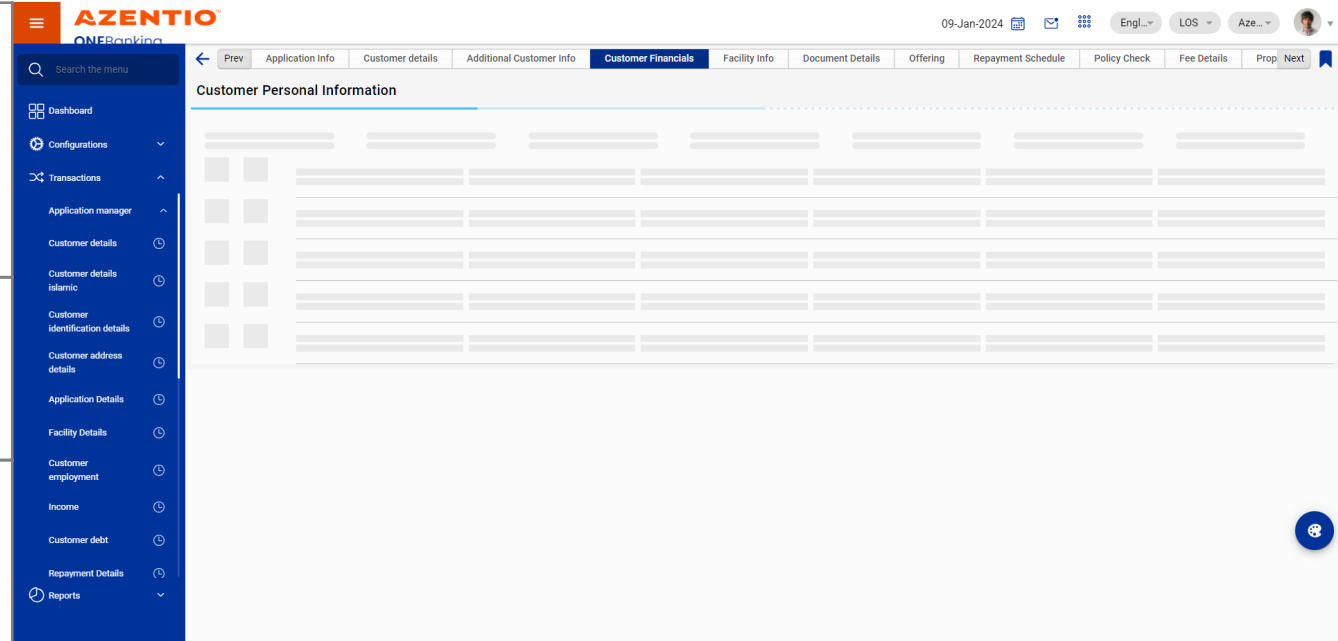 AZENTIO
09-Jan-2024
Engl...
LOS
Aze...
ONEBanking
Search the menu
Prev
Application Info
Customer details
Additional Customer Info
Customer Financials
Facility Info
Document Details
Offering
Repayment Schedule
Policy Check
Fee Details
Prop
Next
Customer Personal Information
Dashboard
Configurations
Transactions
Application manager
Customer details
Customer details
islamic
Customer
identification details
Customer address
details
Application Details
Facility Details
Customer
employment
Income
Customer debt
Repayment Details
Reports